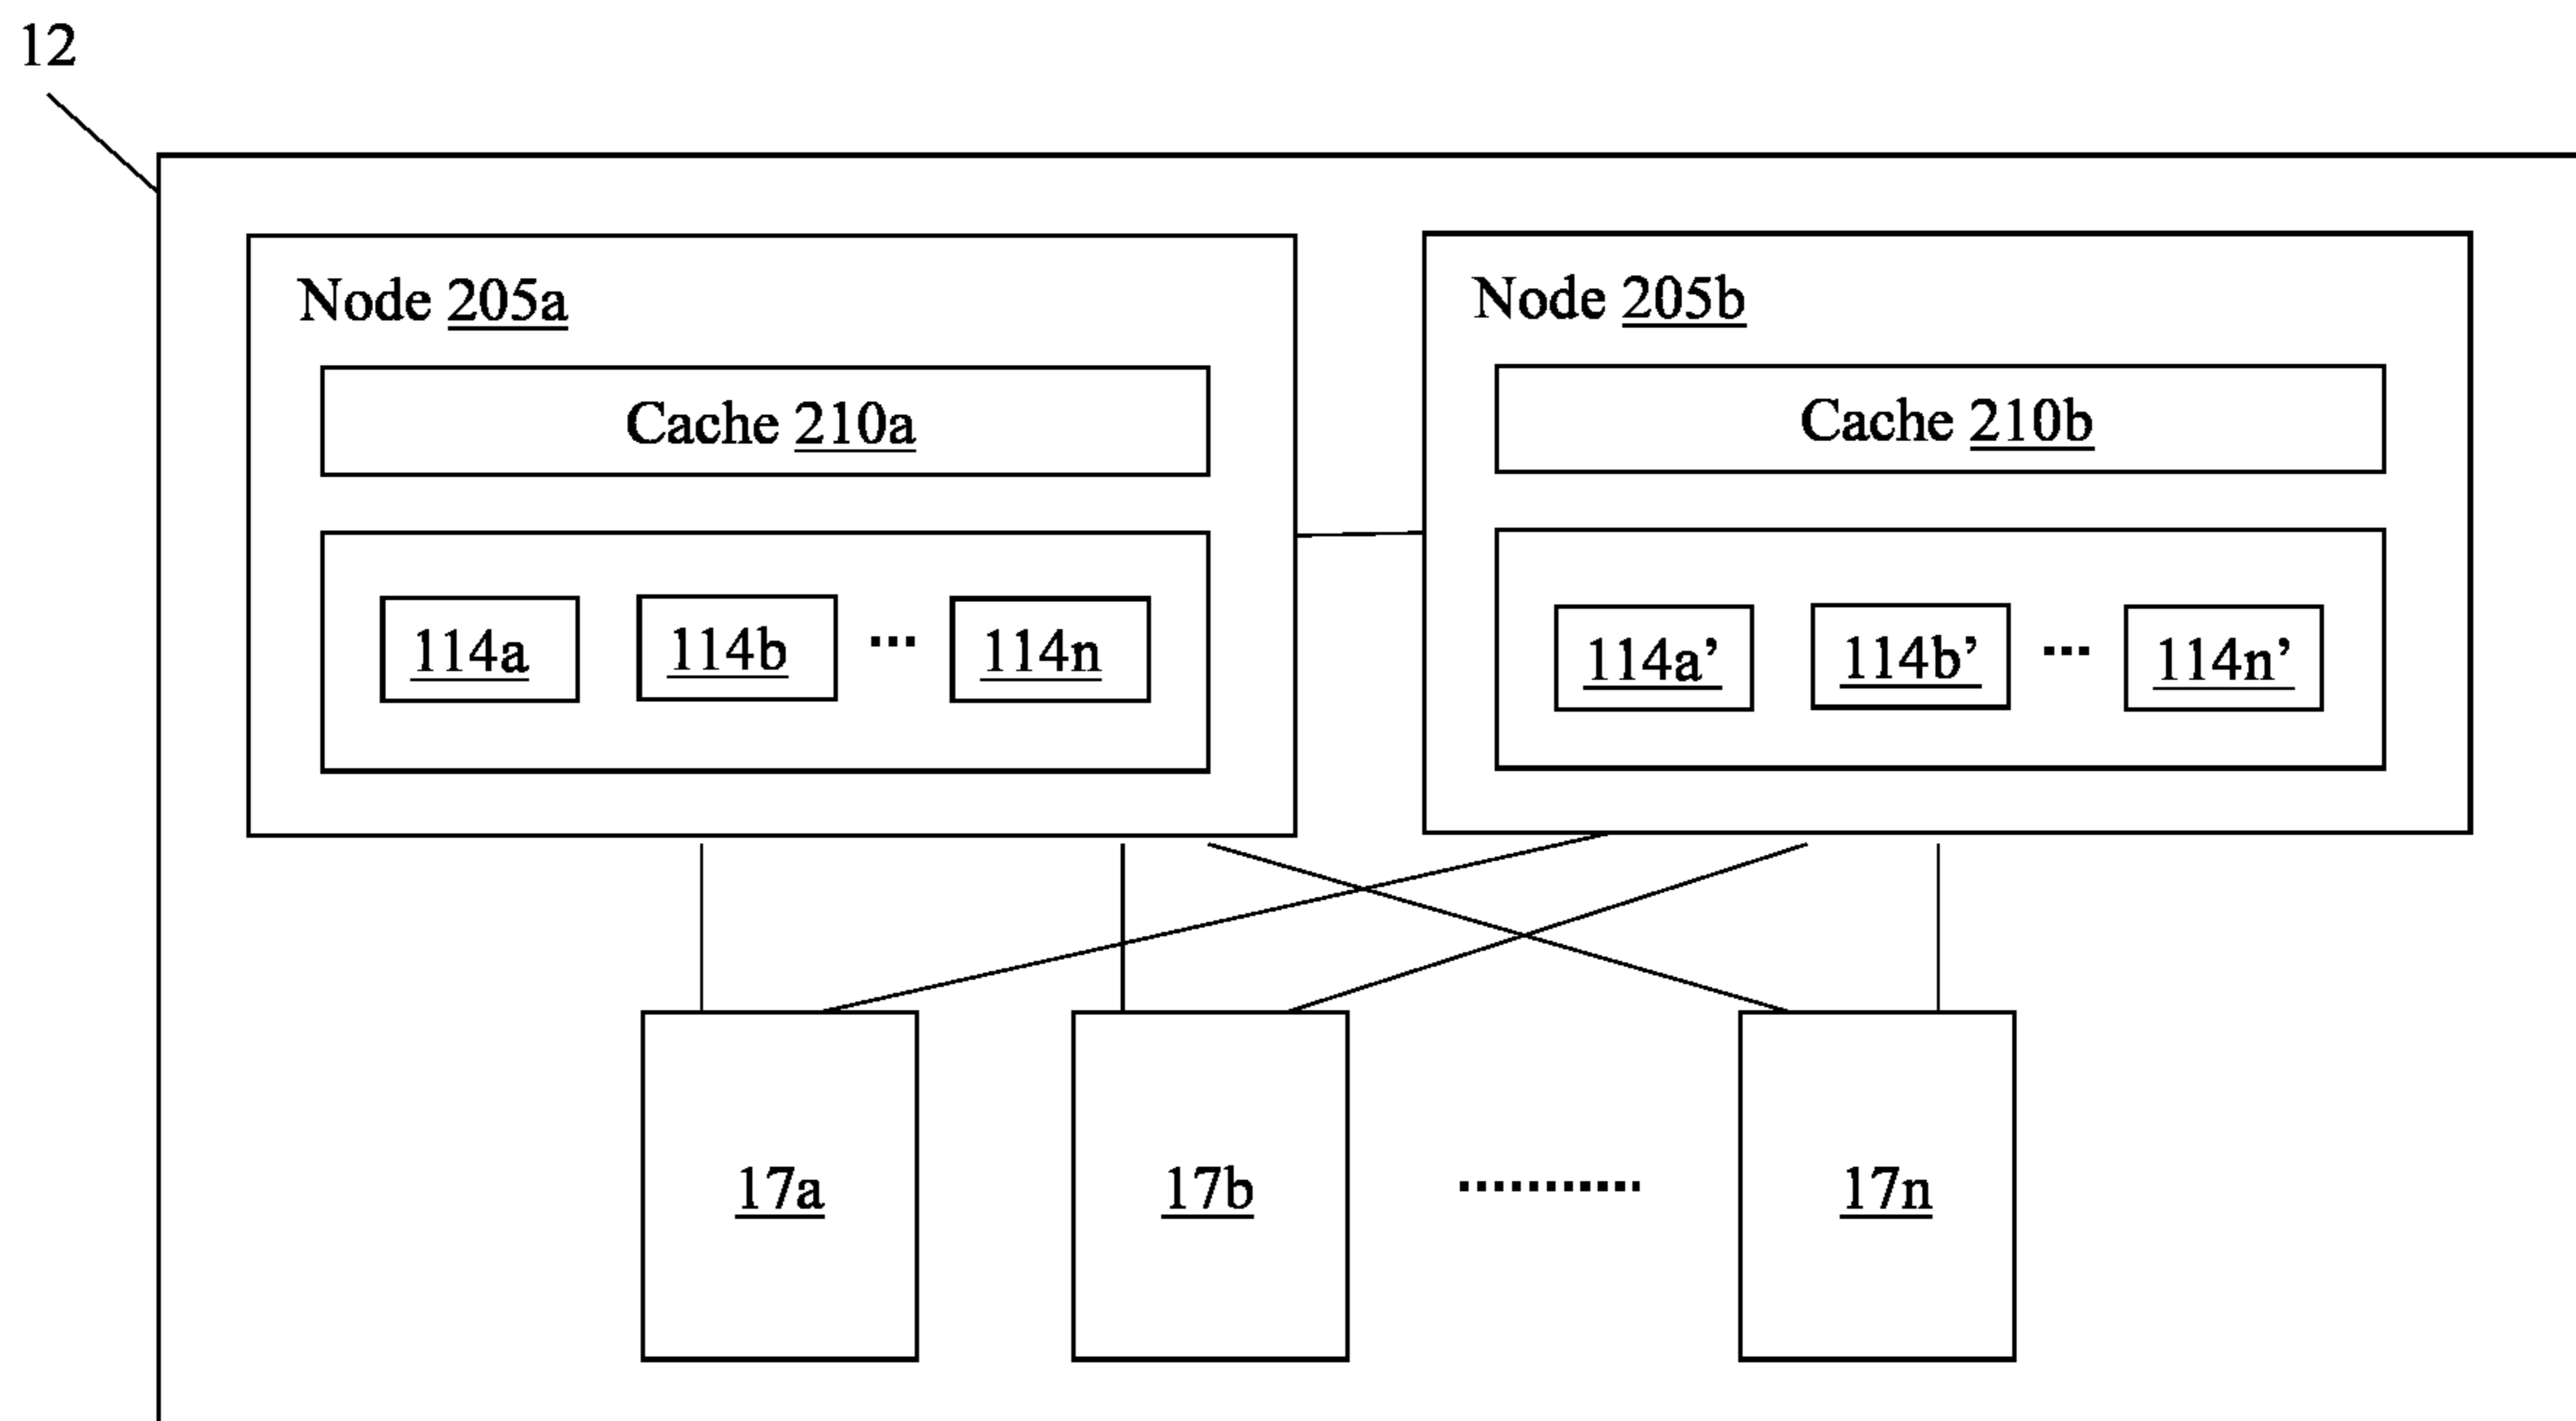 12
Node 205a
Node 205b
Cache 210a
Cache 210b
114a
114b
...
114n
114a’
114b’
...
114n’
17a
17b
...........
17n